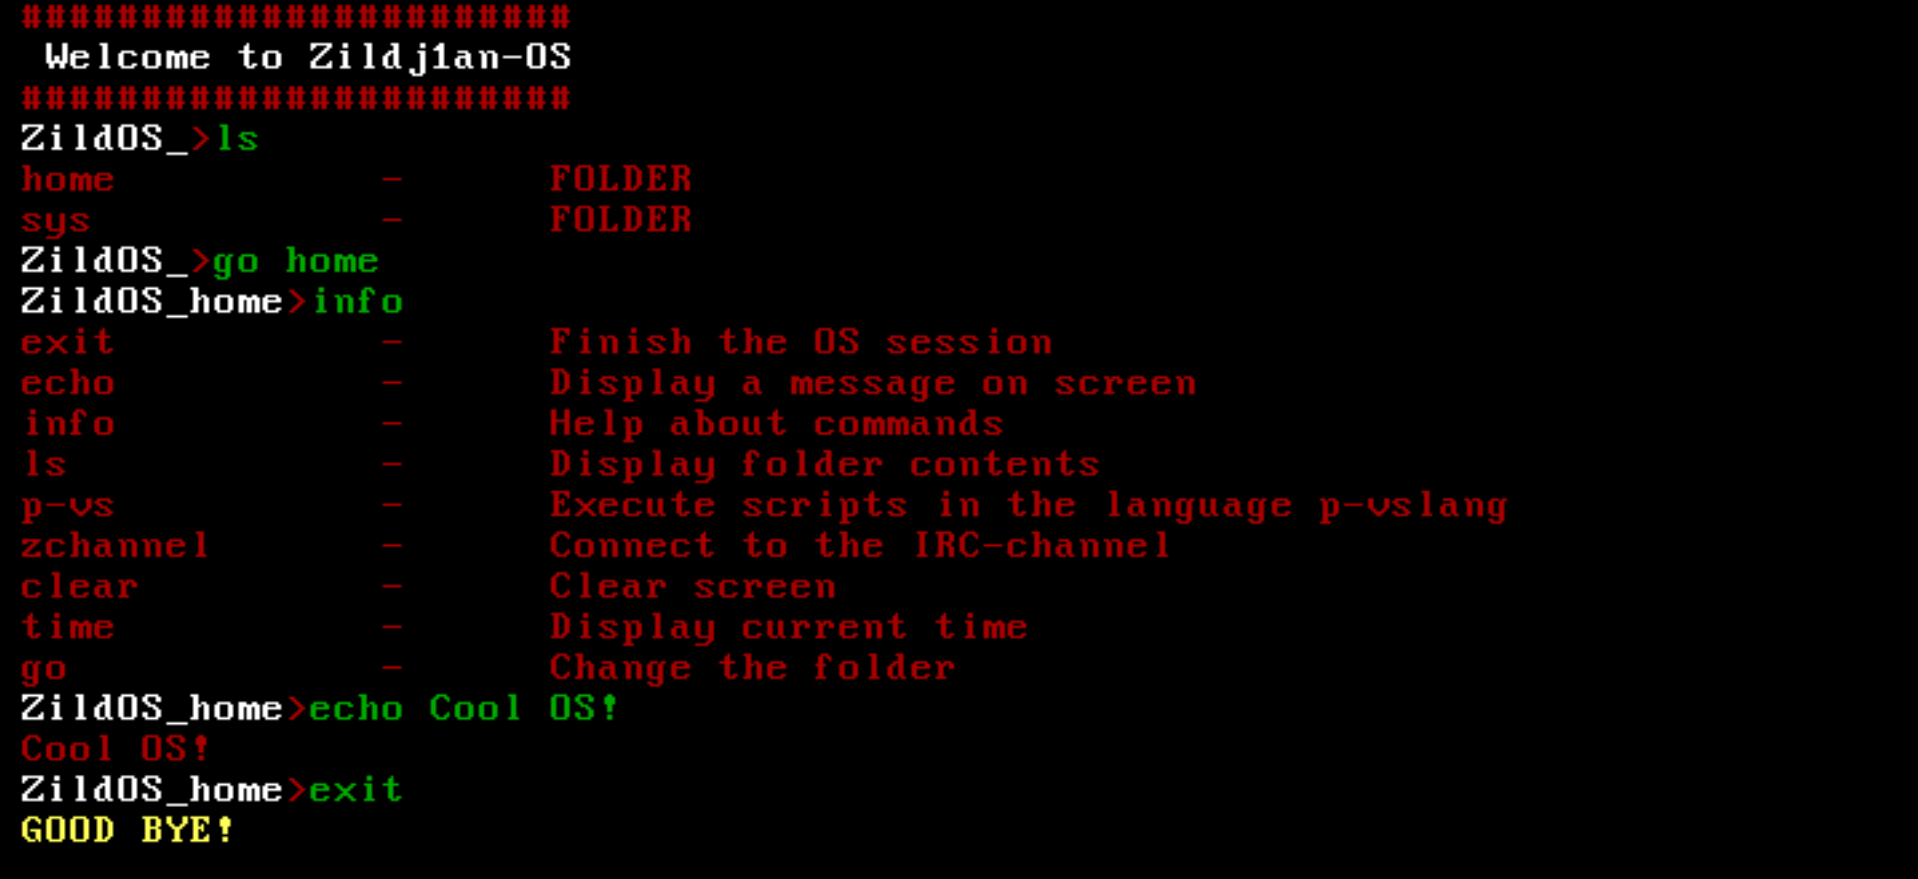 #######################
Welcome to Zildj1an-OS
#######################
ZildOS_>ls
home - FOLDER
sys - FOLDER
ZildOS_>go home
ZildOS_home>info
exit - Finish the OS session
echo - Display a message on screen
info - Help about commands
ls - Display folder contents
p-vs - Execute scripts in the language p-vslang
zchannel - Connect to the IRC-channel
clear - Clear screen
time - Display current time
go - Change the folder
ZildOS_home>echo Cool OS!
Cool OS!
ZildOS_home>exit
GOOD BYE!